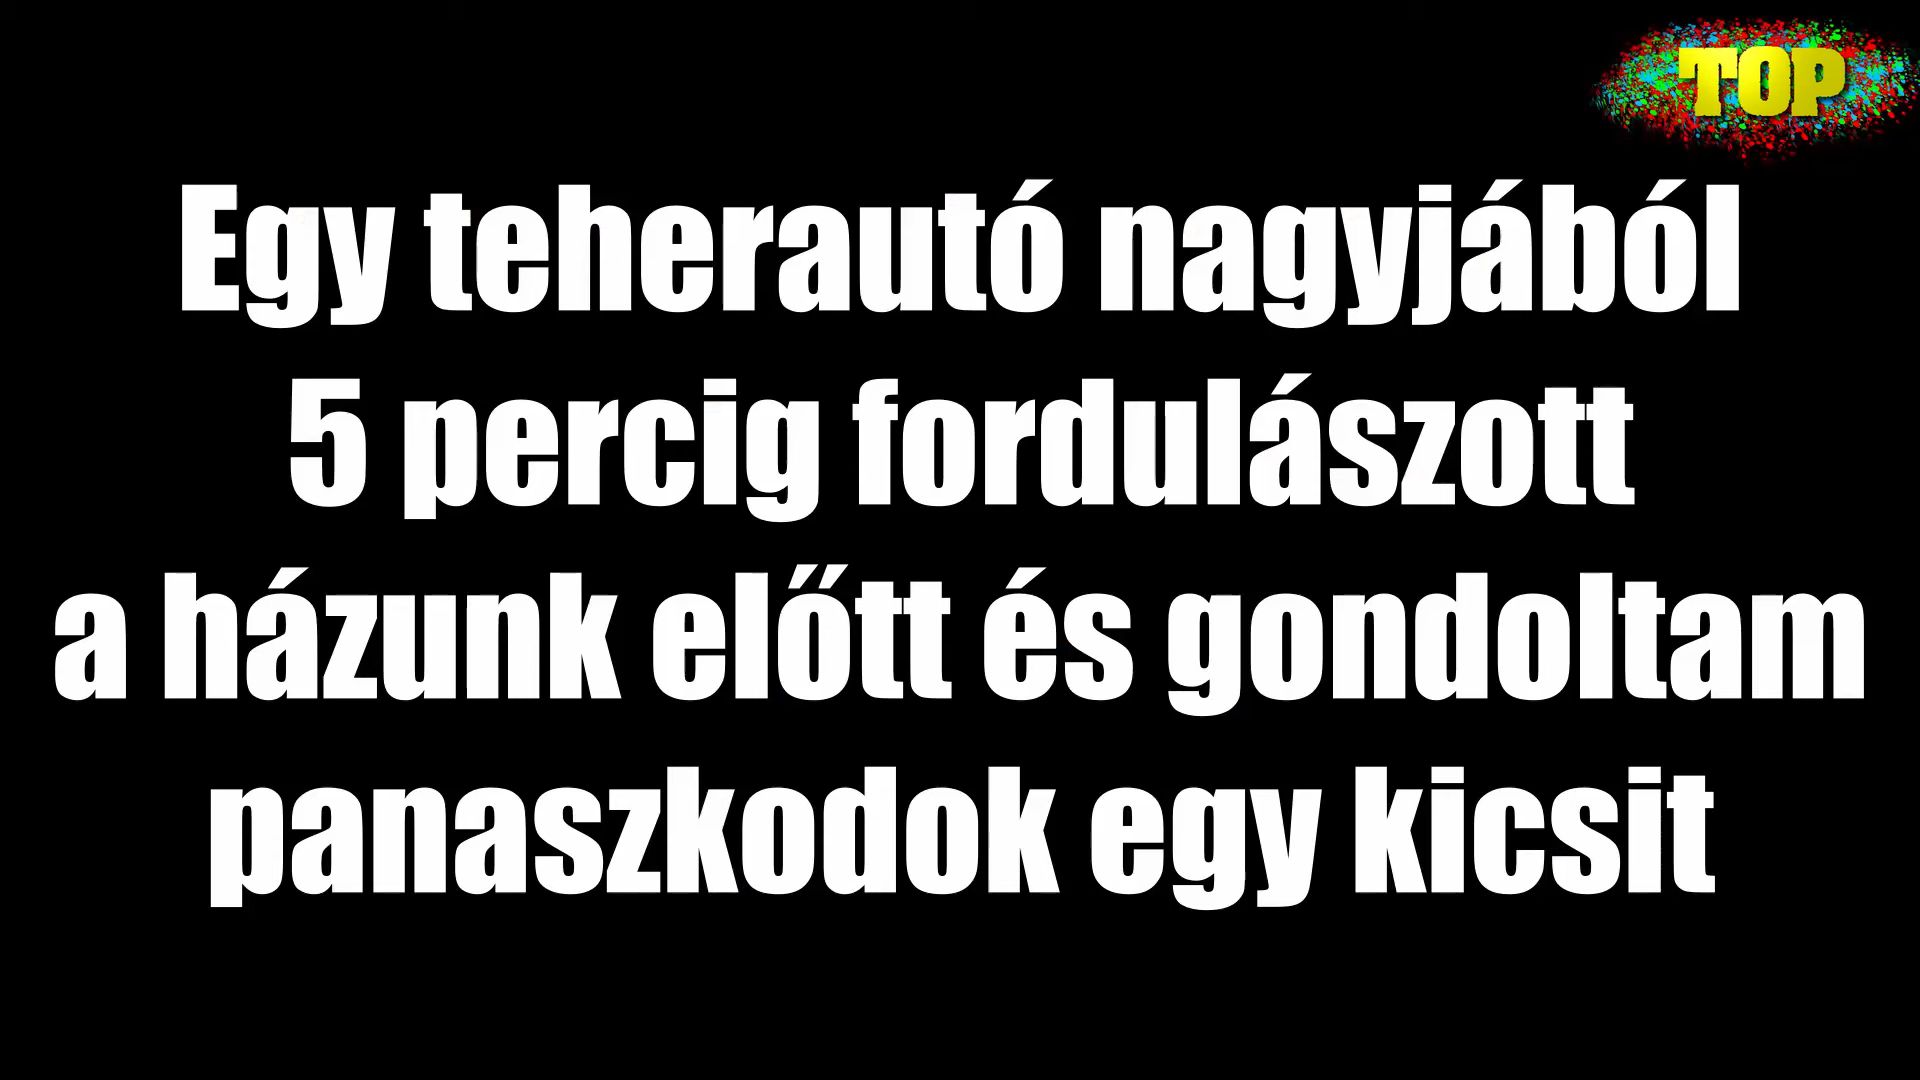 TOP
Egy teherautó nagyjából
5 percig fordulászott
a házunk előtt és gondoltam
panaszkodok egy kicsit